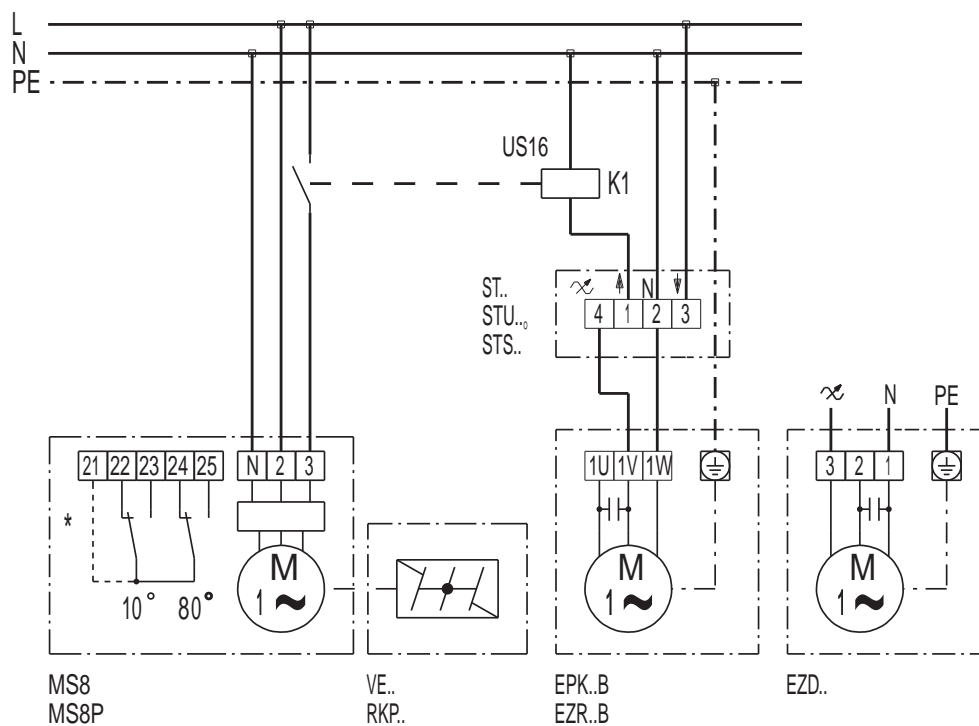 L
N
PE
US16
K1
ST..
STU..₀
STS..
N
4 1 2 3
N PE
21 22 23 24 25 N 2 3
1U 1V 1W
3 2 1
*
10° 80°
M
1
M
1
M
1
MS8
MS8P
VE..
RKP..
EPK..B
EZR..B
EZD..